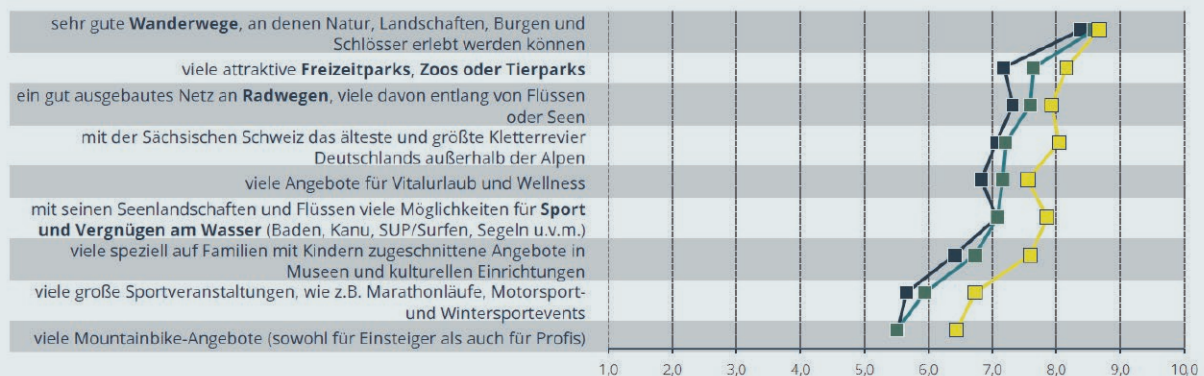 sehr gute Wanderwege, an denen Natur, Landschaften, Burgen und
Schlösser erlebt werden können
viele attraktive Freizeitparks, Zoos oder Tierparks
ein gut ausgebautes Netz an Radwegen, viele davon entlang von Flüssen
oder Seen
mit der Sächsischen Schweiz das älteste und größte Kletterrevier
Deutschlands außerhalb der Alpen
viele Angebote für Vitalurlaub und Wellness
mit seinen Seenlandschaften und Flüssen viele Möglichkeiten für Sport
und Vergnügen am Wasser (Baden, Kanu, SUP/Surfen, Segeln u.v.m.)
viele speziell auf Familien mit Kindern zugeschnittene Angebote in
Museen und kulturellen Einrichtungen
viele große Sportveranstaltungen, wie z.B. Marathonläufe, Motorsport-
und Wintersportevents
viele Mountainbike-Angebote (sowohl für Einsteiger als auch für Profis)
1,0 2,0 3,0 4,0 5,0 6,0 7,0 8,0 9,0 10,0